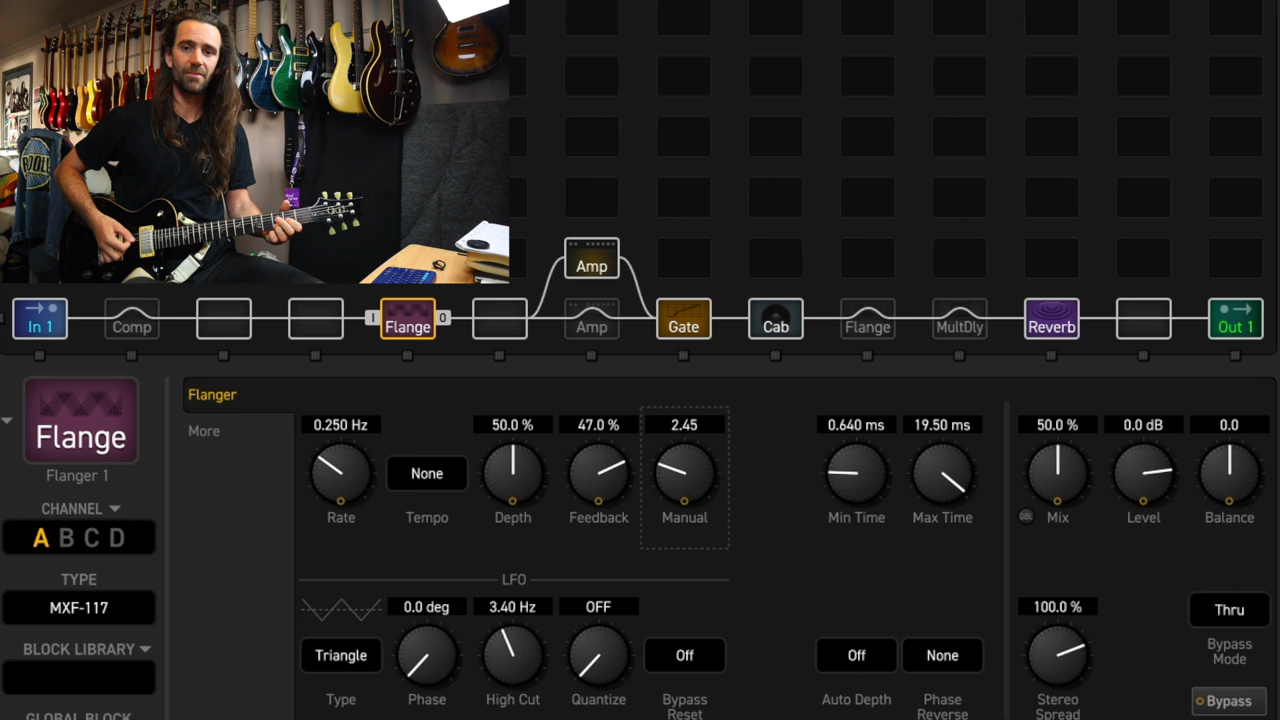 Amp
In 1
Comp
I
Flange
O
Amp
Gate
Cab
Flange
MultDly
Reverb
Out 1
Flange
Flanger 1
CHANNEL
A B C D
TYPE
MXF-117
BLOCK LIBRARY
GLOBAL BLOCK
Flanger
More
0.250 Hz
50.0 %
47.0 %
2.45
0.640 ms
19.50 ms
50.0 %
0.0 dB
0.0
None
Rate
Tempo
Depth
Feedback
Manual
Min Time
Max Time
GBL
Mix
Level
Balance
LFO
0.0 deg
3.40 Hz
OFF
100.0 %
Triangle
Off
Off
None
Thru
Type
Phase
High Cut
Quantize
Bypass
Reset
Auto Depth
Phase
Reverse
Stereo
Spread
Bypass
Mode
Bypass